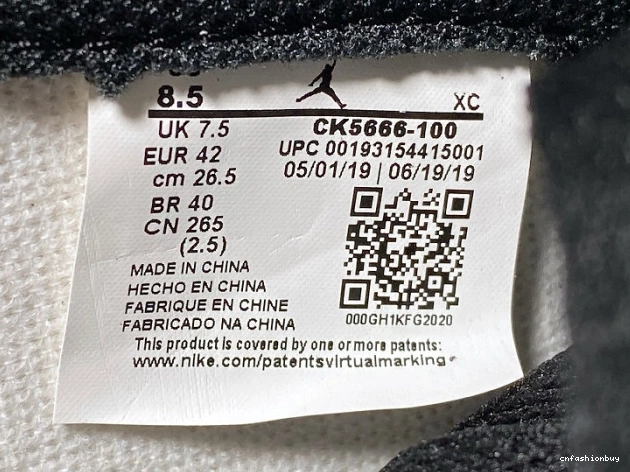 8.5
XC
UK 7.5
CK5666-100
EUR 42
UPC 00193154415001
cm 26.5
05/01/19 | 06/19/19
BR 40
CN 265
(2.5)
MADE IN CHINA
HECHO EN CHINA
FABRIQUE EN CHINE
FABRICADO NA CHINA
000GH1KFG2020
This product is covered by one or more patents:
www.nike.com/patentsvirtualmarking
cnfashionbuy